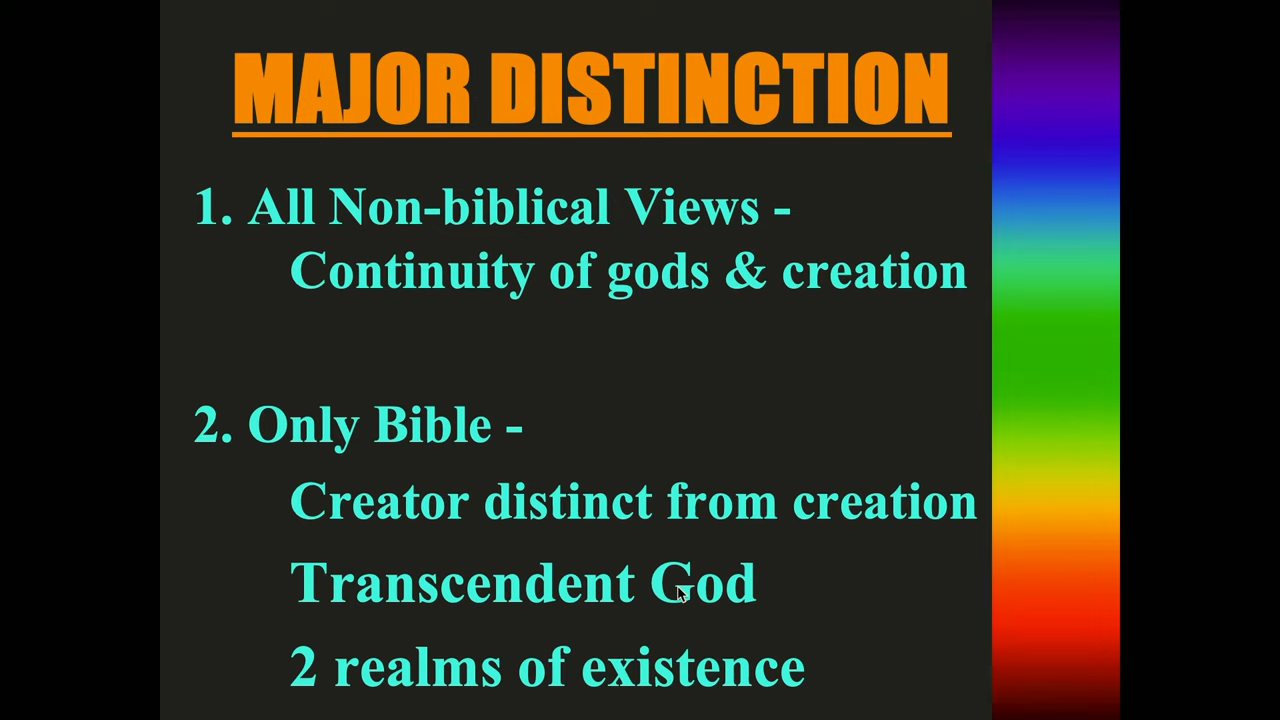 MAJOR DISTINCTION
1. All Non-biblical Views -
Continuity of gods & creation
2. Only Bible -
Creator distinct from creation
Transcendent God
2 realms of existence